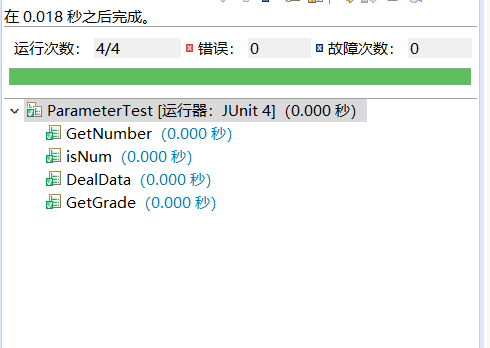 在 0.018 秒之后完成。
运行次数： 4/4 错误： 0 故障次数： 0
ParameterTest [运行器：JUnit 4]（0.000 秒）
GetNumber（0.000 秒）
isNum（0.000 秒）
DealData（0.000 秒）
GetGrade（0.000 秒）